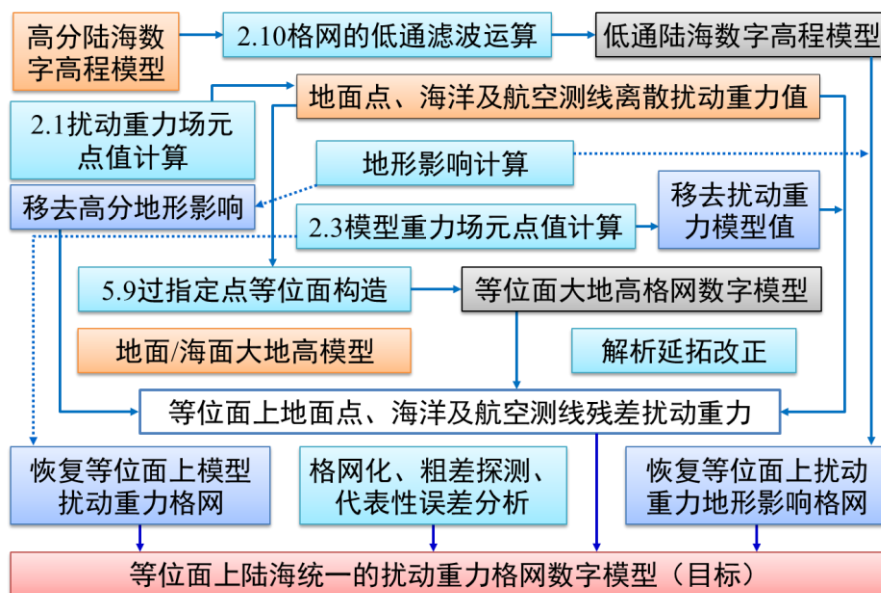 高分陆海数
字高程模型
2.10格网的低通滤波运算
低通陆海数字高程模型
地面点、海洋及航空测线离散扰动重力值
2.1扰动重力场元
点值计算
地形影响计算
移去高分地形影响
2.3模型重力场元点值计算
移去扰动重
力模型值
5.9过指定点等位面构造
等位面大地高格网数字模型
地面/海面大地高模型
解析延拓改正
等位面上地面点、海洋及航空测线残差扰动重力
恢复等位面上模型
扰动重力格网
格网化、粗差探测、
代表性误差分析
恢复等位面上扰动
重力地形影响格网
等位面上陆海统一的扰动重力格网数字模型（目标）